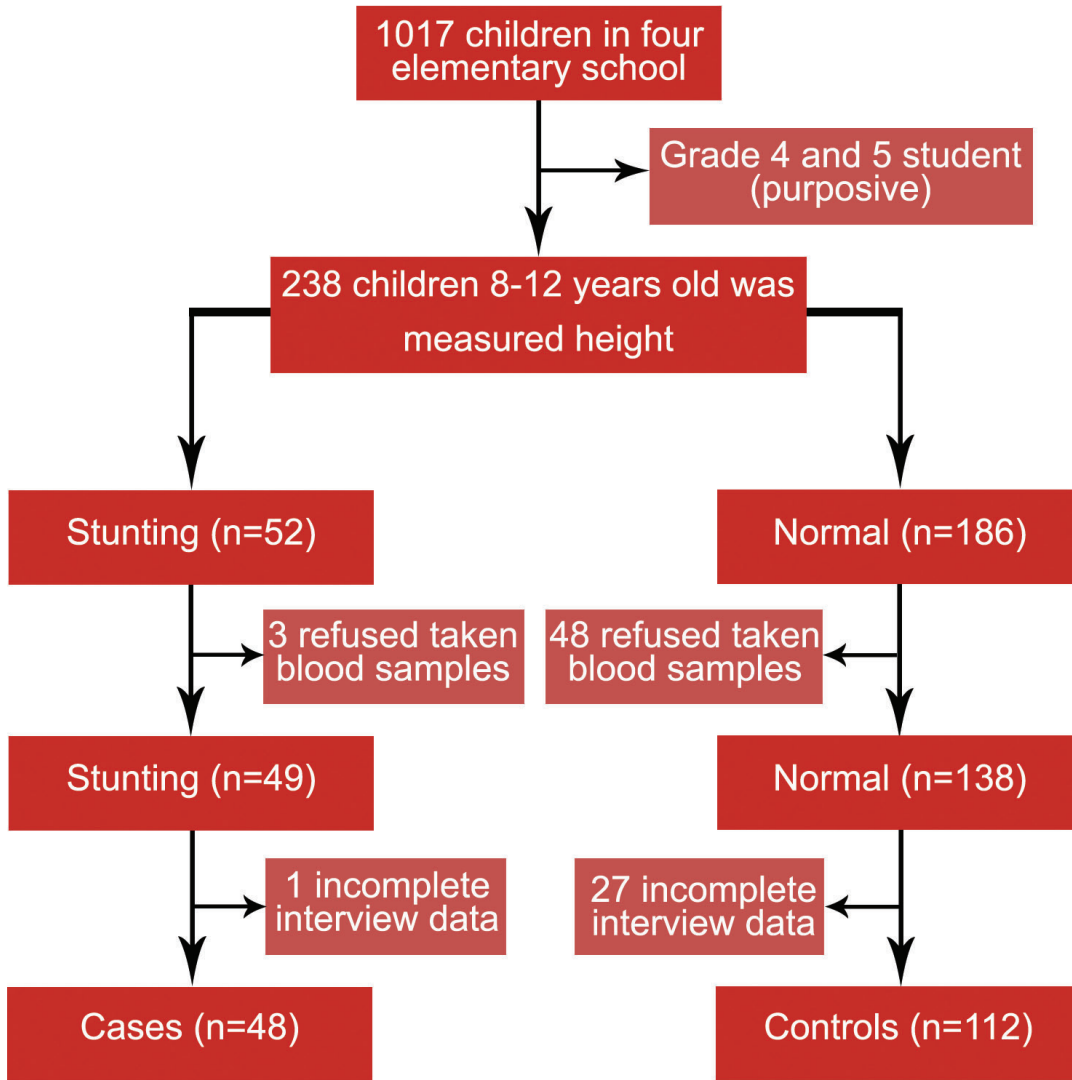 1017 children in four
elementary school
Grade 4 and 5 student
(purposive)
238 children 8-12 years old was
measured height
Stunting (n=52)
Normal (n=186)
3 refused taken
blood samples
48 refused taken
blood samples
Stunting (n=49)
Normal (n=138)
1 incomplete
interview data
27 incomplete
interview data
Cases (n=48)
Controls (n=112)